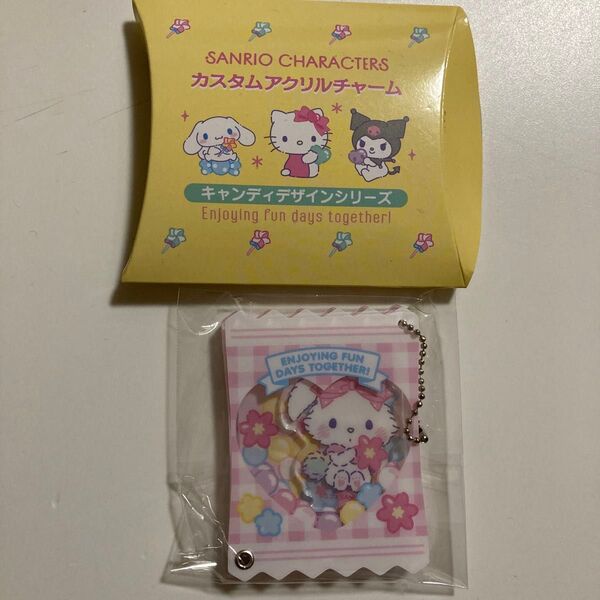 SANRIO CHARACTERS
カスタムアクリルチャーム
キャンディデザインシリーズ
Enjoying fun days together!
ENJOYING FUN
DAYS TOGETHER!